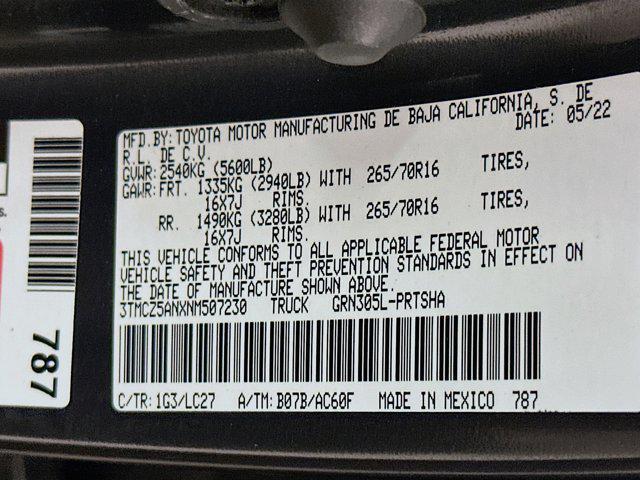 MFD.BY: TOYOTA MOTOR MANUFACTURING DE BAJA CALIFORNIA, S. DE
R.L. DE C.V. DATE: 05/22
GVWR: 2540KG (5600LB)
GAWR: FRT. 1335KG (2940LB) WITH 265/70R16 TIRES,
16X7J RIMS.
RR. 1490KG (3280LB) WITH 265/70R16 TIRES,
16X7J RIMS.
THIS VEHICLE CONFORMS TO ALL APPLICABLE FEDERAL MOTOR
VEHICLE SAFETY AND THEFT PREVENTION STANDARDS IN EFFECT ON
THE DATE OF MANUFACTURE SHOWN ABOVE.
3TMCZ5ANXNM507230 TRUCK GRN305L-PRTSHA
C/TR: 1G3/LC27 A/TM: B07B/AC60F MADE IN MEXICO 787
787
s.